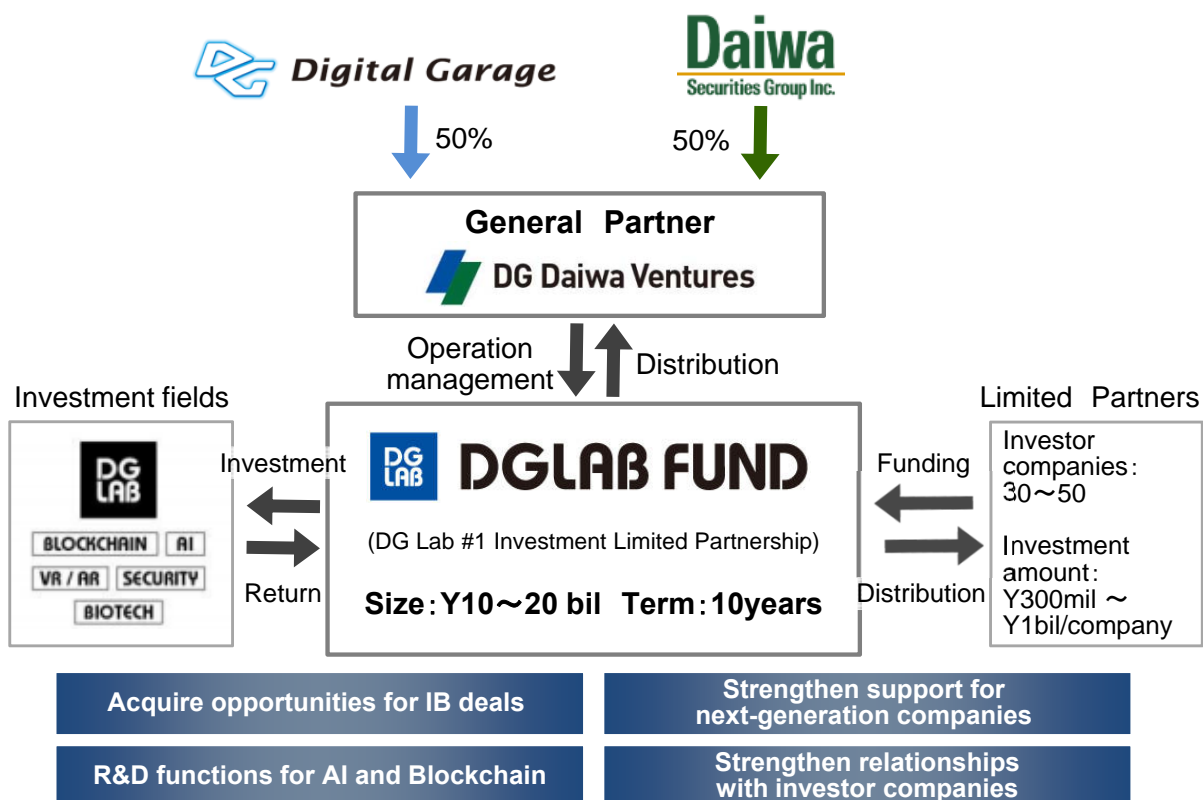 DG Digital Garage
Daiwa
Securities Group Inc.
50%
50%
General Partner
DG Daiwa Ventures
Operation
management
Distribution
Investment fields
DG
LAB
BLOCKCHAIN AI
VR / AR SECURITY
BIOTECH
Investment
Return
DG
LAB
DGLAB FUND
(DG Lab #1 Investment Limited Partnership)
Size:Y10～20 bil Term:10years
Funding
Distribution
Limited Partners
Investor
companies:
30～50
Investment
amount:
Y300mil ～
Y1bil/company
Acquire opportunities for IB deals
Strengthen support for
next-generation companies
R&D functions for AI and Blockchain
Strengthen relationships
with investor companies